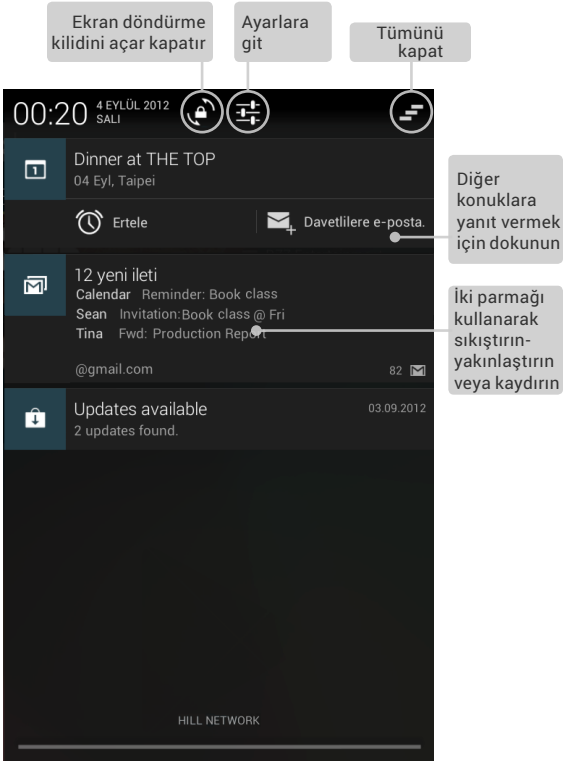 Ekran döndürme
kilidini açar kapatır
Ayarlara
git
Tümünü
kapat
00:20
4 EYLÜL 2012
SALI
1
Dinner at THE TOP
04 Eyl, Taipei
Ertele
Davetlilere e-posta.
Diğer
konuklara
yanıt vermek
için dokunun
12 yeni ileti
Calendar Reminder: Book class
Sean Invitation:Book class @ Fri
Tina Fwd: Production Report
@gmail.com
82
İki parmağı
kullanarak
sıkıştırın-
yakınlaştırın
veya kaydırın
Updates available
03.09.2012
2 updates found.
HILL NETWORK